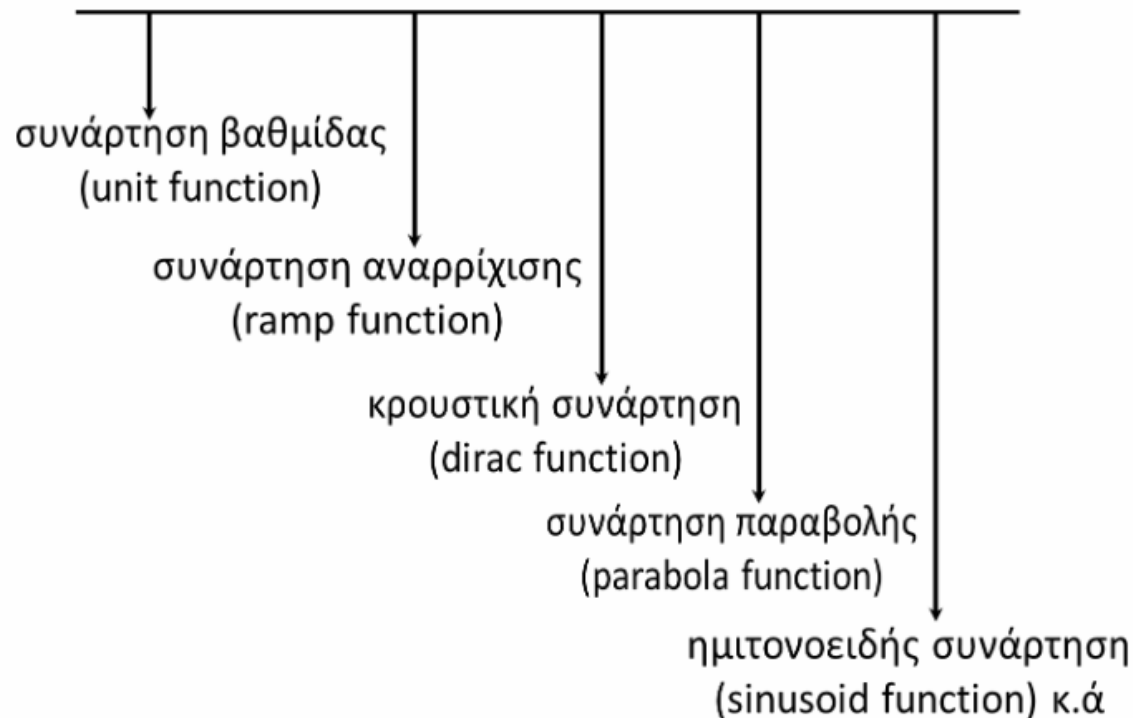 συνάρτηση βαθμίδας
(unit function)
συνάρτηση αναρρίχισης
(ramp function)
κρουστική συνάρτηση
(dirac function)
συνάρτηση παραβολής
(parabola function)
ημιτονοειδής συνάρτηση
(sinusoid function) κ.ά